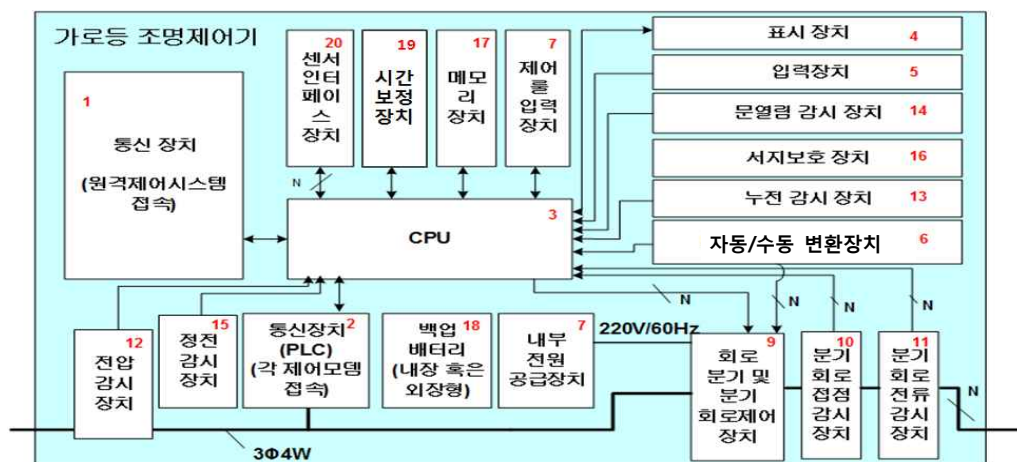 가로등 조명제어기
1
통신 장치
(원격제어시스템
접속)
20
센서
인터
페이
스
장치
19
시간
보정
장치
17
메모
리
장치
7
제어
룰
입력
장치
표시 장치 4
입력장치 5
문열림 감시 장치 14
서지보호 장치 16
누전 감시 장치 13
자동/수동 변환장치 6
N
3
CPU
N
N
N
N
12
전압
감시
장치
15
정전
감시
장치
2
통신장치
(PLC)
(각 제어모뎀
접속)
18
백업
배터리
(내장 혹은
외장형)
7
내부
전원
공급장치
220V/60Hz
9
회로
분기 및
분기
회로제어
장치
10
분기
회로
접점
감시
장치
11
분기
회로
전류
감시
장치
N
3Φ4W